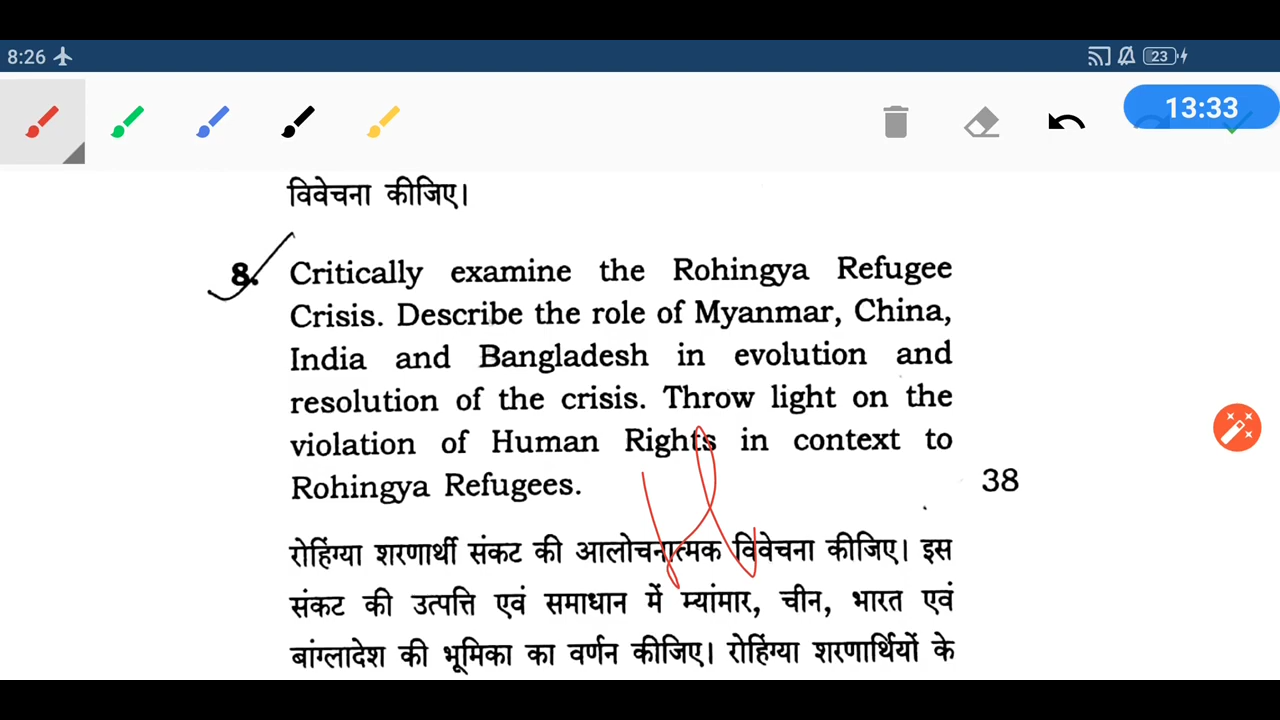 8:26
23
13:33
विवेचना कीजिए।
8. Critically examine the Rohingya Refugee
Crisis. Describe the role of Myanmar, China,
India and Bangladesh in evolution and
resolution of the crisis. Throw light on the
violation of Human Rights in context to
Rohingya Refugees. 38
रोहिंग्या शरणार्थी संकट की आलोचनात्मक विवेचना कीजिए। इस
संकट की उत्पत्ति एवं समाधान में म्यांमार, चीन, भारत एवं
बांग्लादेश की भूमिका का वर्णन कीजिए। रोहिंग्या शरणार्थियों के